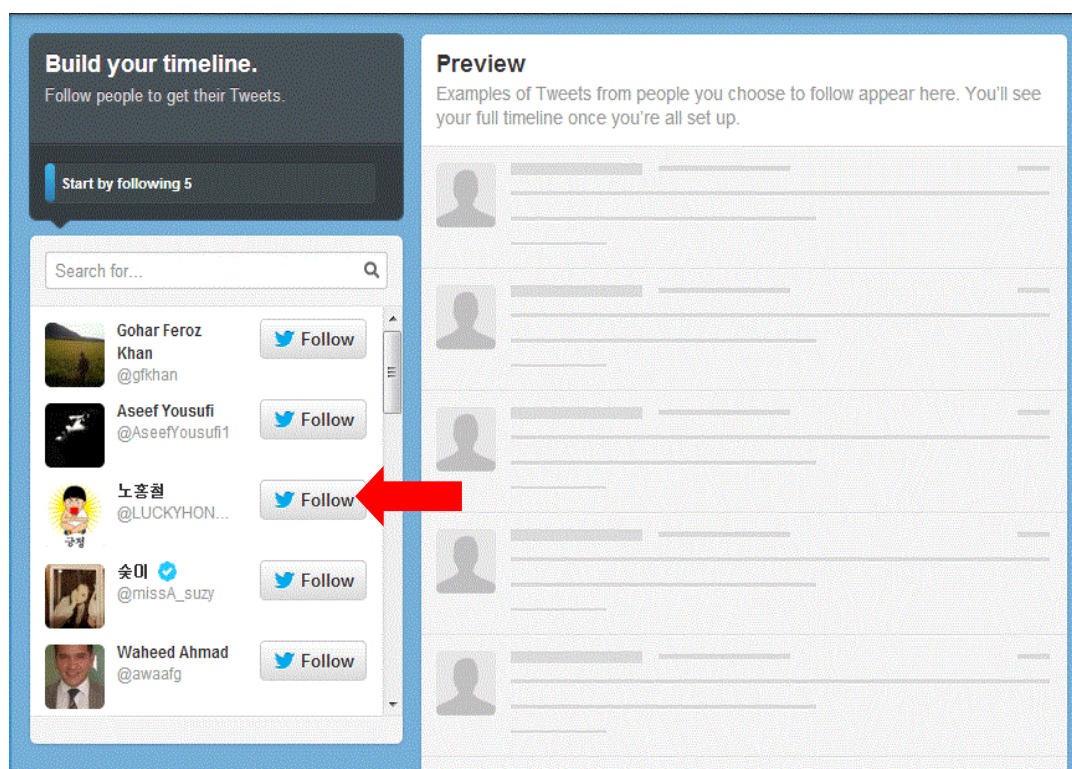 Build your timeline.
Follow people to get their Tweets.
Start by following 5
Search for...
Gohar Feroz
Khan
@gfkhan
Follow
Aseef Yousufi
@AseefYousufi1
Follow
노홍철
@LUCKYHON...
긍정
Follow
숮이
@missA_suzy
Follow
Waheed Ahmad
@awaafg
Follow
Preview
Examples of Tweets from people you choose to follow appear here. You'll see
your full timeline once you're all set up.